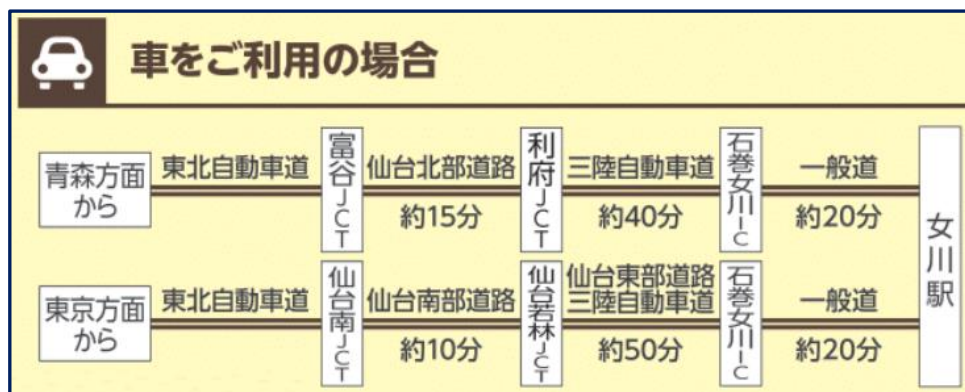 車をご利用の場合
青森方面
から
東北自動車道
富谷JCT
仙台北部道路
約15分
利府JCT
三陸自動車道
約40分
石巻女川IC
一般道
約20分
女川駅
東京方面
から
東北自動車道
仙台南JCT
仙台南部道路
約10分
仙台若林JCT
仙台東部道路
三陸自動車道
約50分
石巻女川IC
一般道
約20分